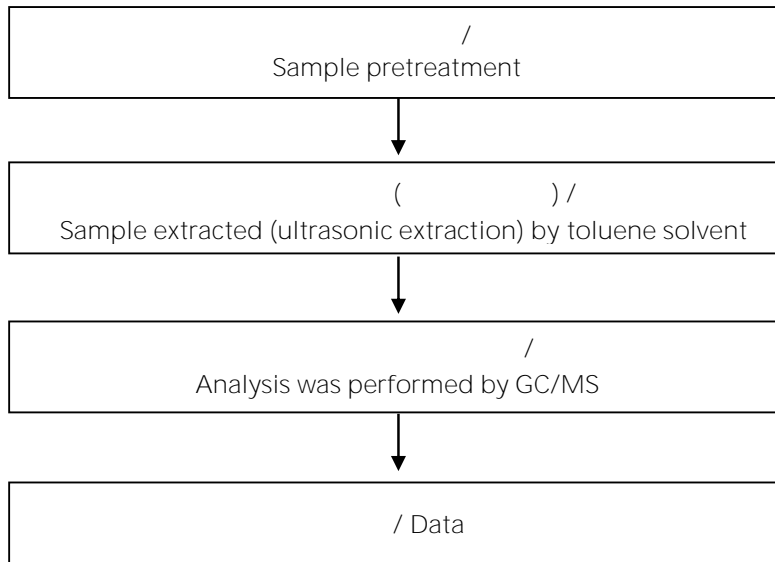 /
Sample pretreatment
( ) /
Sample extracted (ultrasonic extraction) by toluene solvent
/
Analysis was performed by GC/MS
/ Data